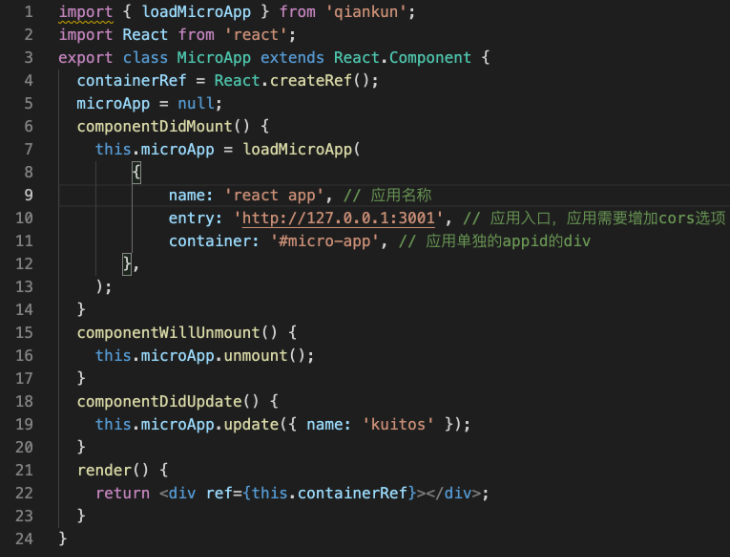 1 import { loadMicroApp } from 'qiankun';
2 import React from 'react';
3 export class MicroApp extends React.Component {
4 containerRef = React.createRef();
5 microApp = null;
6 componentDidMount() {
7 this.microApp = loadMicroApp(
8 {
9 name: 'react app', // 应用名称
10 entry: 'http://127.0.0.1:3001', // 应用入口，应用需要增加cors选项
11 container: '#micro-app', // 应用单独的appid的div
12 },
13 );
14 }
15 componentWillUnmount() {
16 this.microApp.unmount();
17 }
18 componentDidUpdate() {
19 this.microApp.update({ name: 'kuitos' });
20 }
21 render() {
22 return <div ref={this.containerRef}></div>;
23 }
24 }